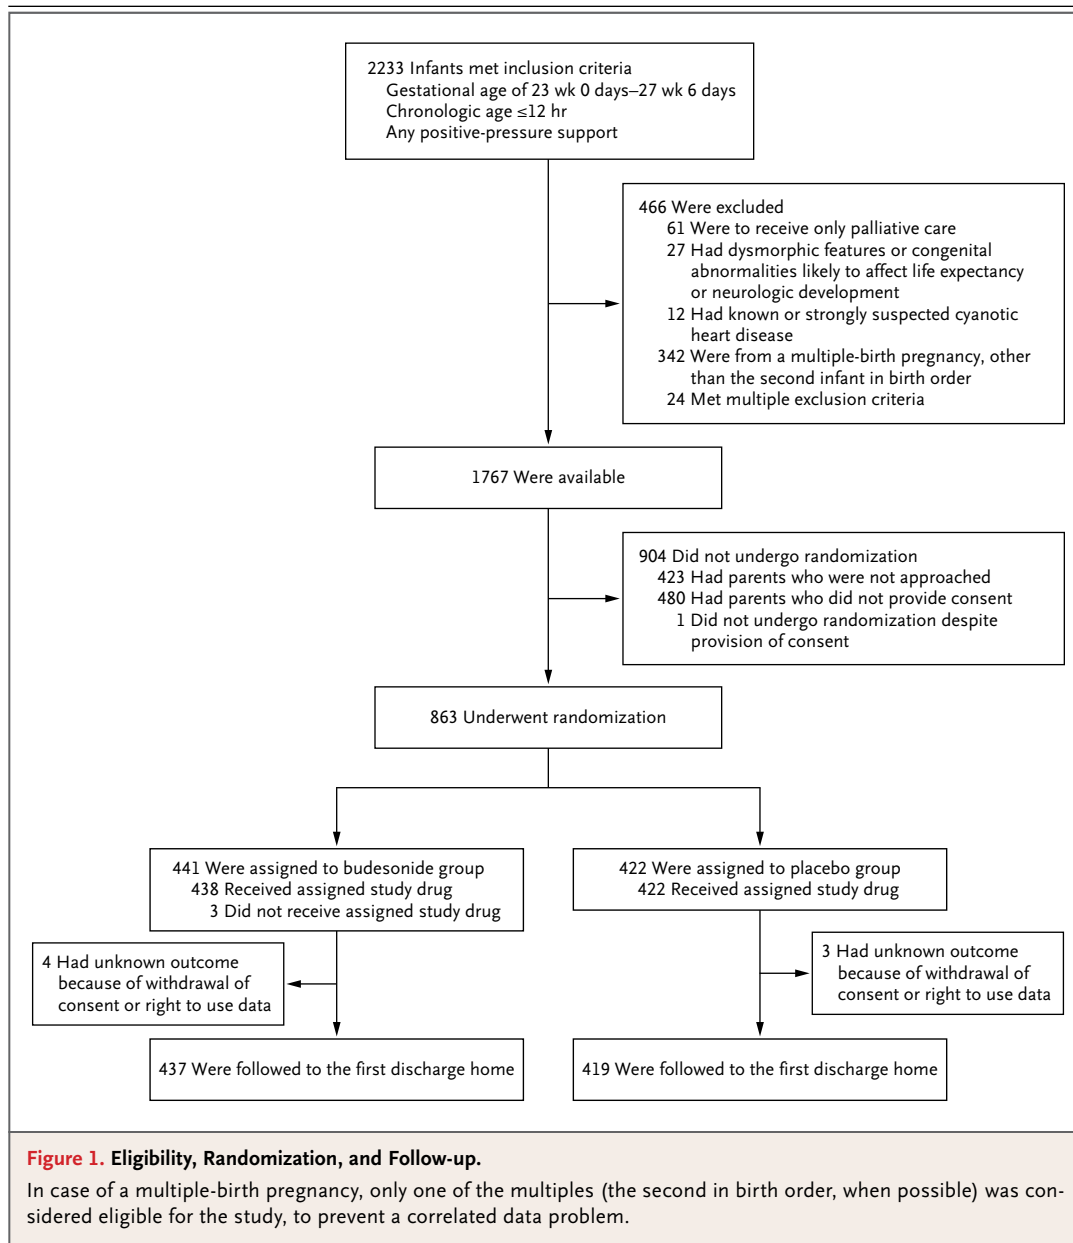 2233 Infants met inclusion criteria
Gestational age of 23 wk 0 days–27 wk 6 days
Chronologic age ≤12 hr
Any positive-pressure support
466 Were excluded
61 Were to receive only palliative care
27 Had dysmorphic features or congenital
abnormalities likely to affect life expectancy
or neurologic development
12 Had known or strongly suspected cyanotic
heart disease
342 Were from a multiple-birth pregnancy, other
than the second infant in birth order
24 Met multiple exclusion criteria
1767 Were available
904 Did not undergo randomization
423 Had parents who were not approached
480 Had parents who did not provide consent
1 Did not undergo randomization despite
provision of consent
863 Underwent randomization
441 Were assigned to budesonide group
438 Received assigned study drug
3 Did not receive assigned study drug
422 Were assigned to placebo group
422 Received assigned study drug
4 Had unknown outcome
because of withdrawal of
consent or right to use data
3 Had unknown outcome
because of withdrawal of
consent or right to use data
437 Were followed to the first discharge home
419 Were followed to the first discharge home
Figure 1. Eligibility, Randomization, and Follow-up.
In case of a multiple-birth pregnancy, only one of the multiples (the second in birth order, when possible) was con-
sidered eligible for the study, to prevent a correlated data problem.